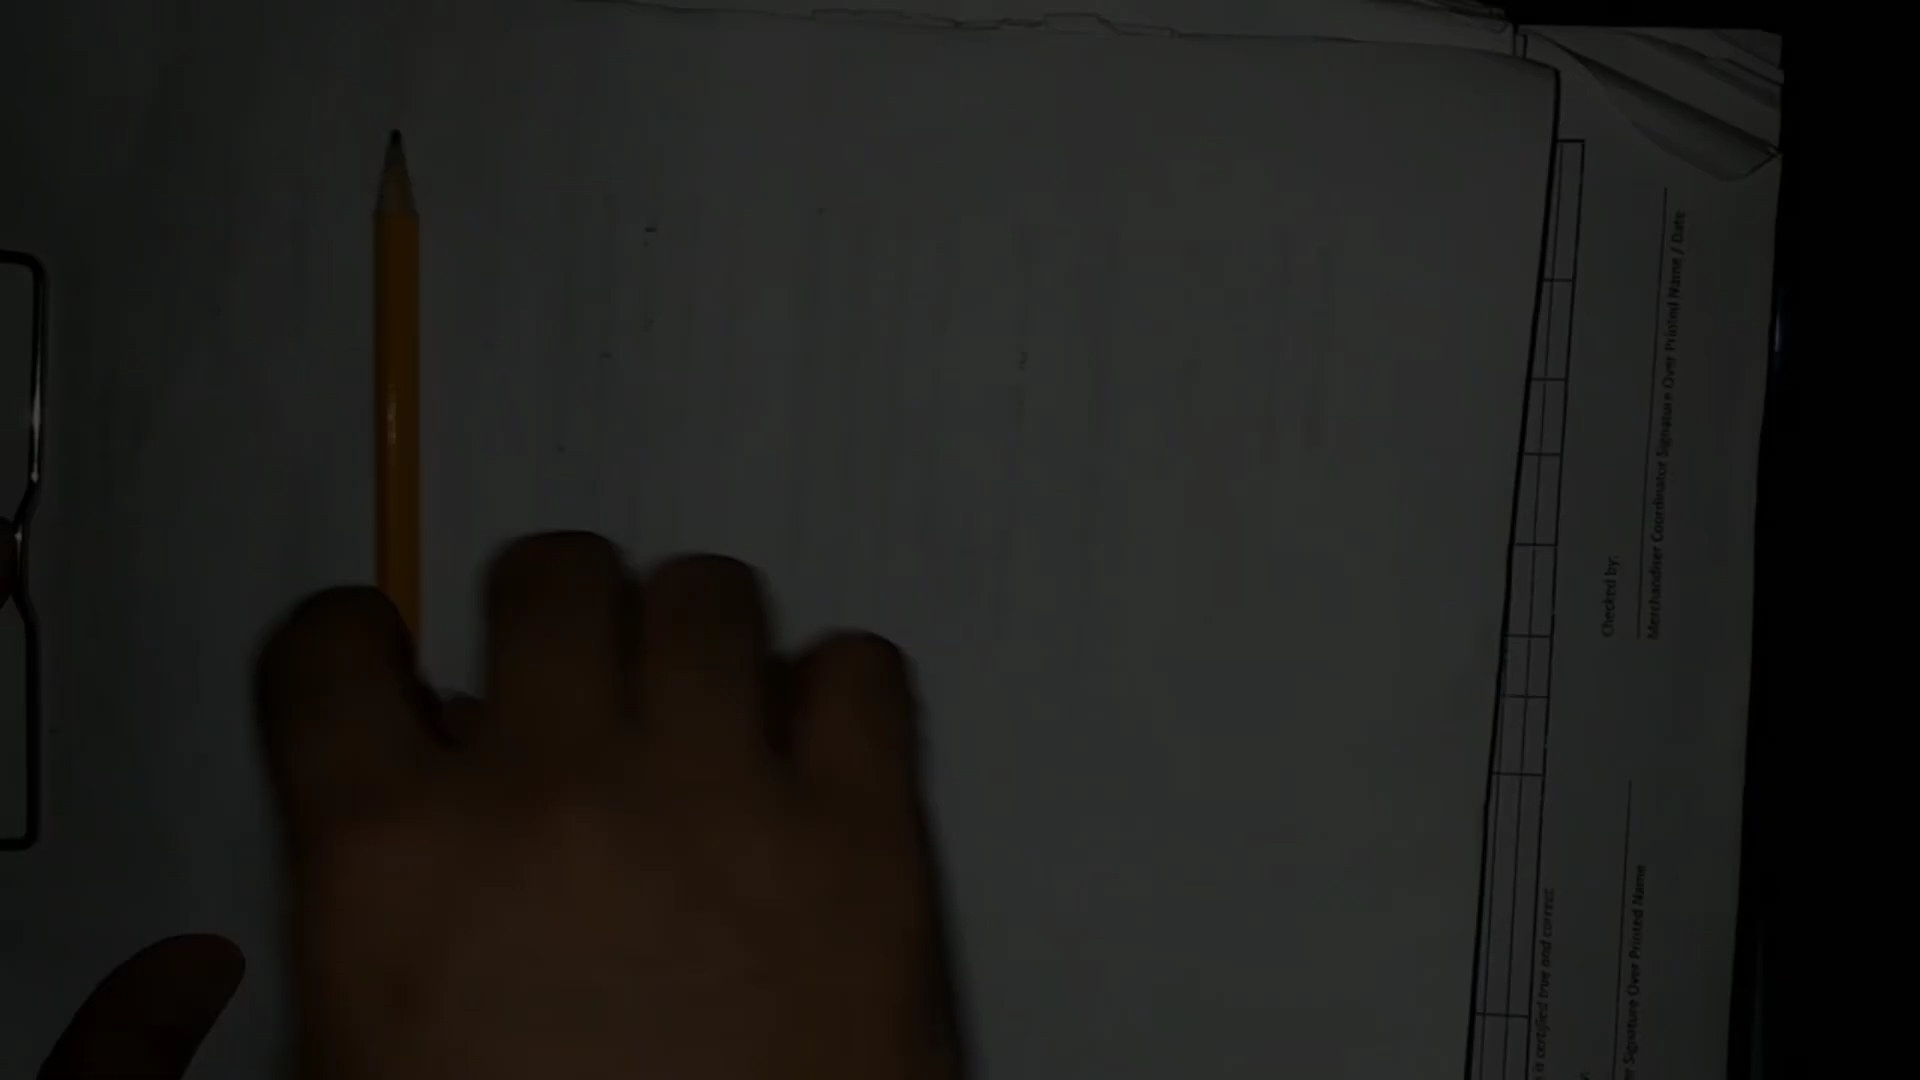 Checked by:
Merchandiser Coordinator Signature Over Printed Name / Date
a certified true and correct
r Signature Over Printed Name